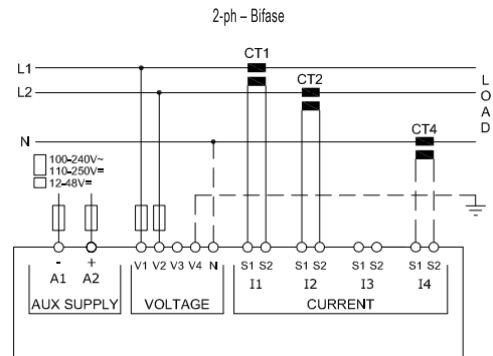 2-ph – Bifase
CT1
L1
CT2
L2
L
O
A
D
CT4
N
100-240V~
110-250V=
12-48V=
- + V1 V2 V3 V4 N S1 S2 S1 S2 S1 S2 S1 S2
A1 A2 I1 I2 I3 I4
AUX SUPPLY VOLTAGE CURRENT